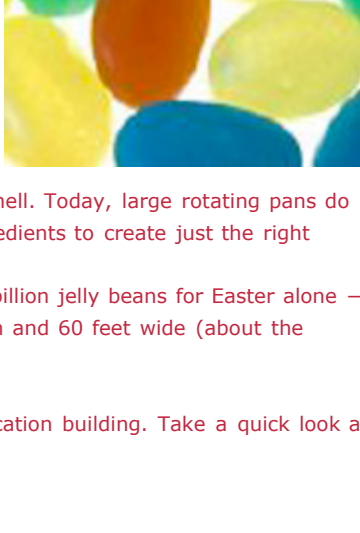 hell. Today, large rotating pans do
edients to create just the right
billion jelly beans for Easter alone —
and 60 feet wide (about the
cation building. Take a quick look a